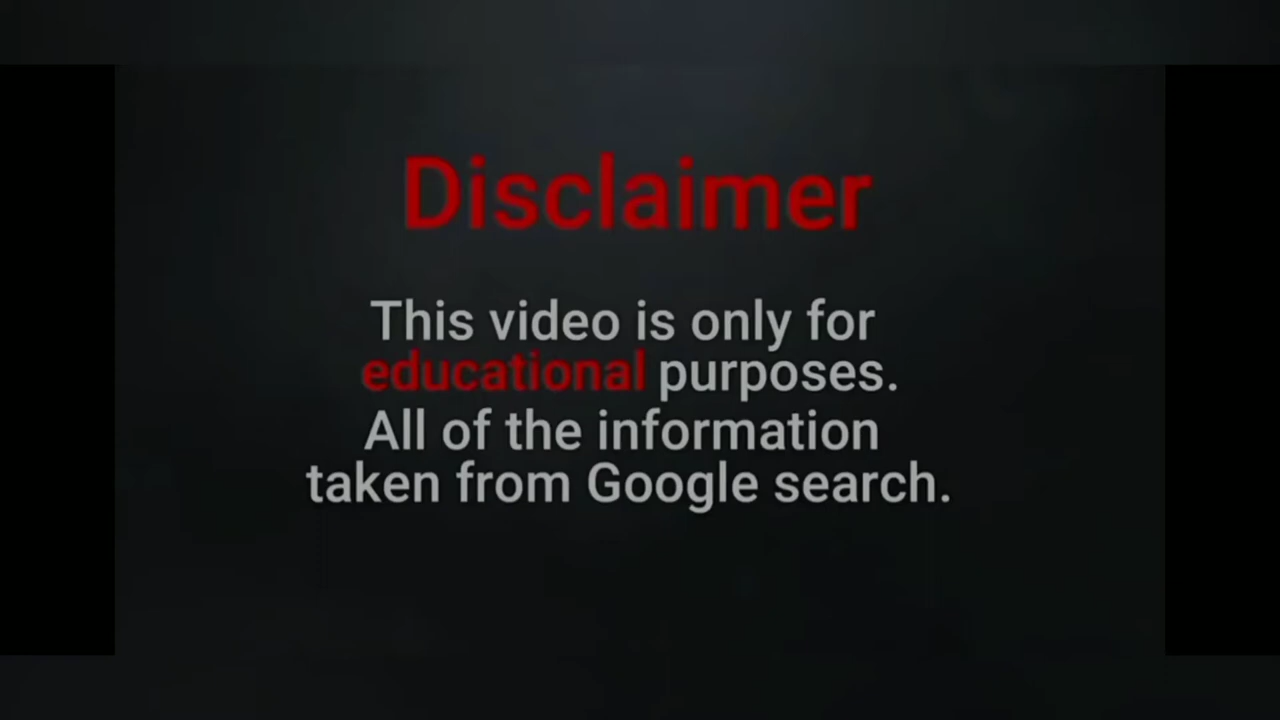 Disclaimer
This video is only for
educational purposes.
All of the information
taken from Google search.